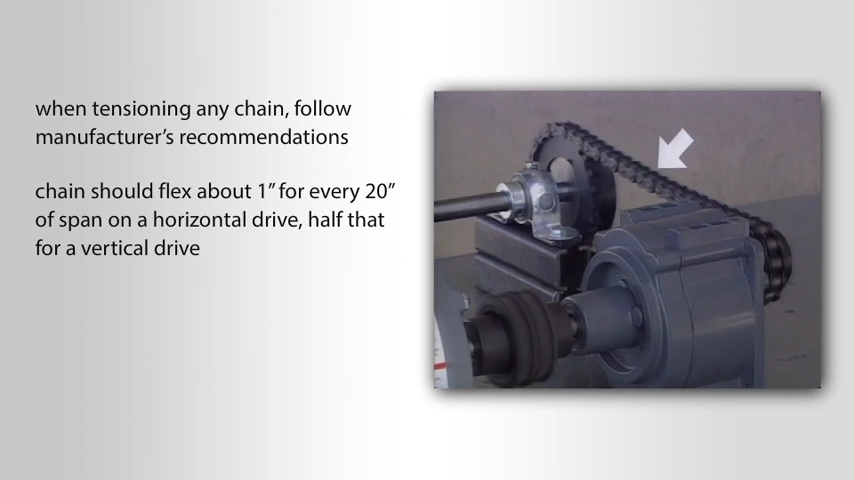 when tensioning any chain, follow
manufacturer’s recommendations
chain should flex about 1” for every 20”
of span on a horizontal drive, half that
for a vertical drive